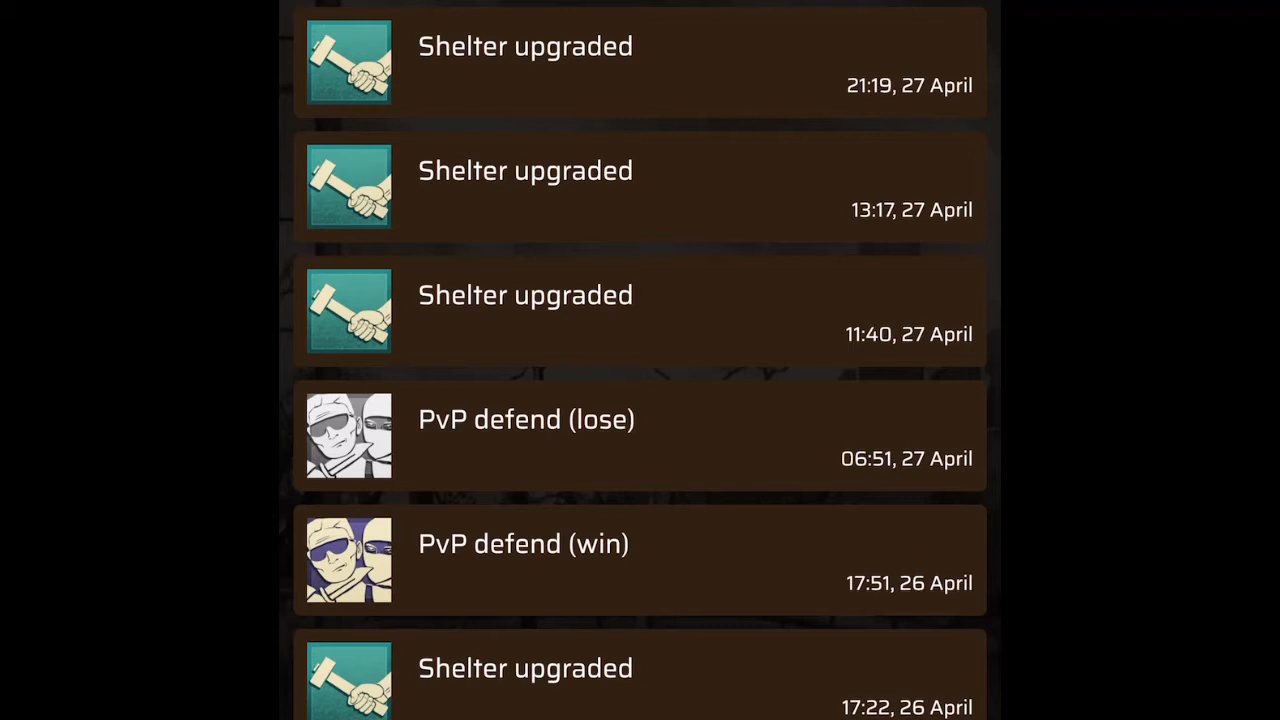 Shelter upgraded
21:19, 27 April
Shelter upgraded
13:17, 27 April
Shelter upgraded
11:40, 27 April
PvP defend (lose)
06:51, 27 April
PvP defend (win)
17:51, 26 April
Shelter upgraded
17:22, 26 April